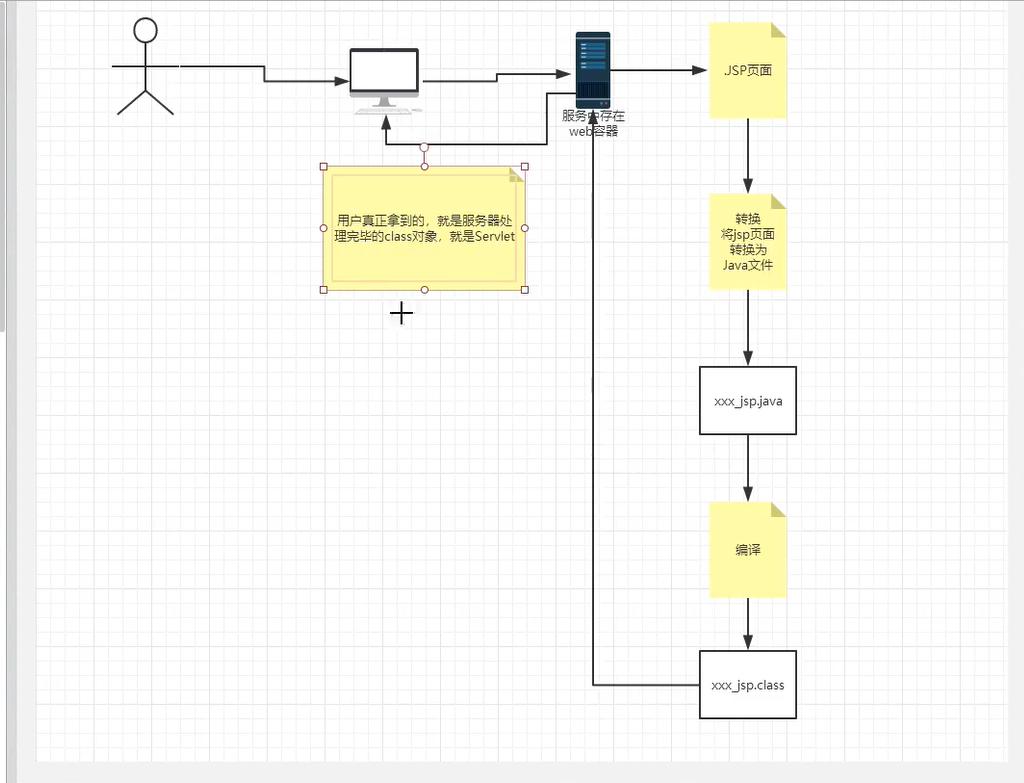 .JSP页面
服务中存在
web容器
用户真正拿到的，就是服务器处
理完毕的class对象，就是Servlet
转换
将jsp页面
转换为
Java文件
xxx_jsp.java
编译
xxx_jsp.class